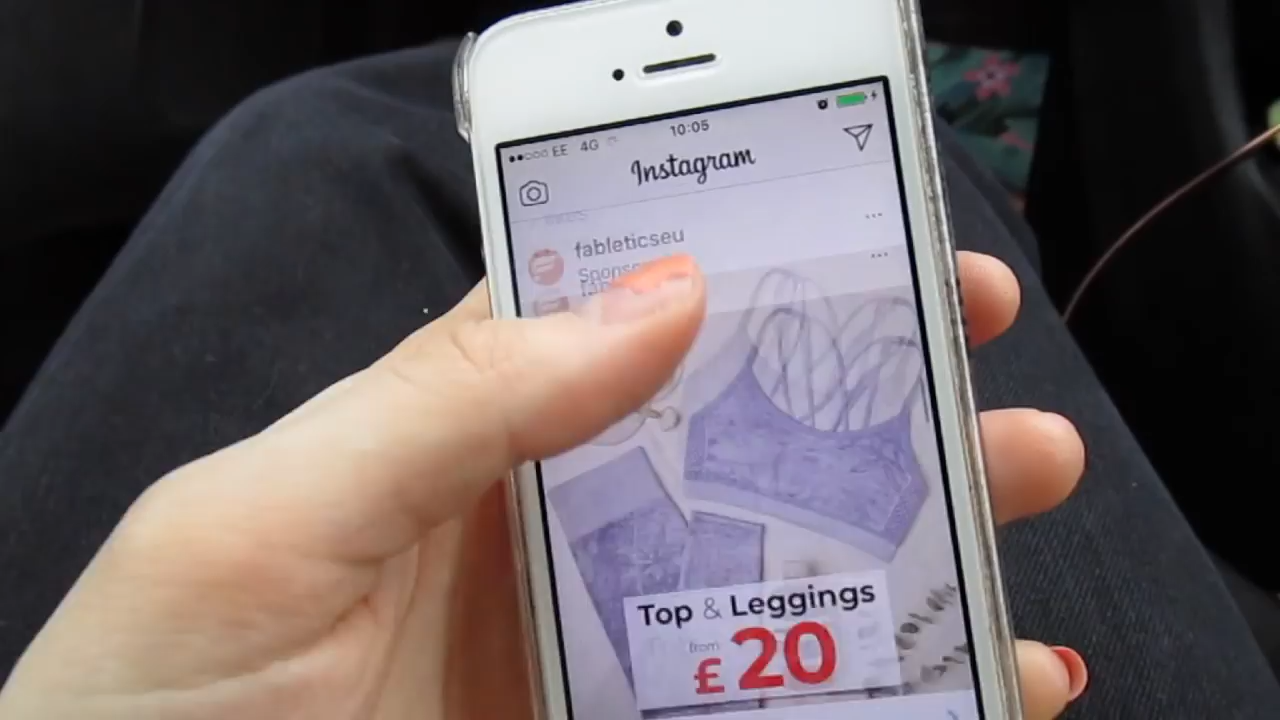 EE 4G 10:05
Instagram
fableticseu
Top & Leggings
from
£20